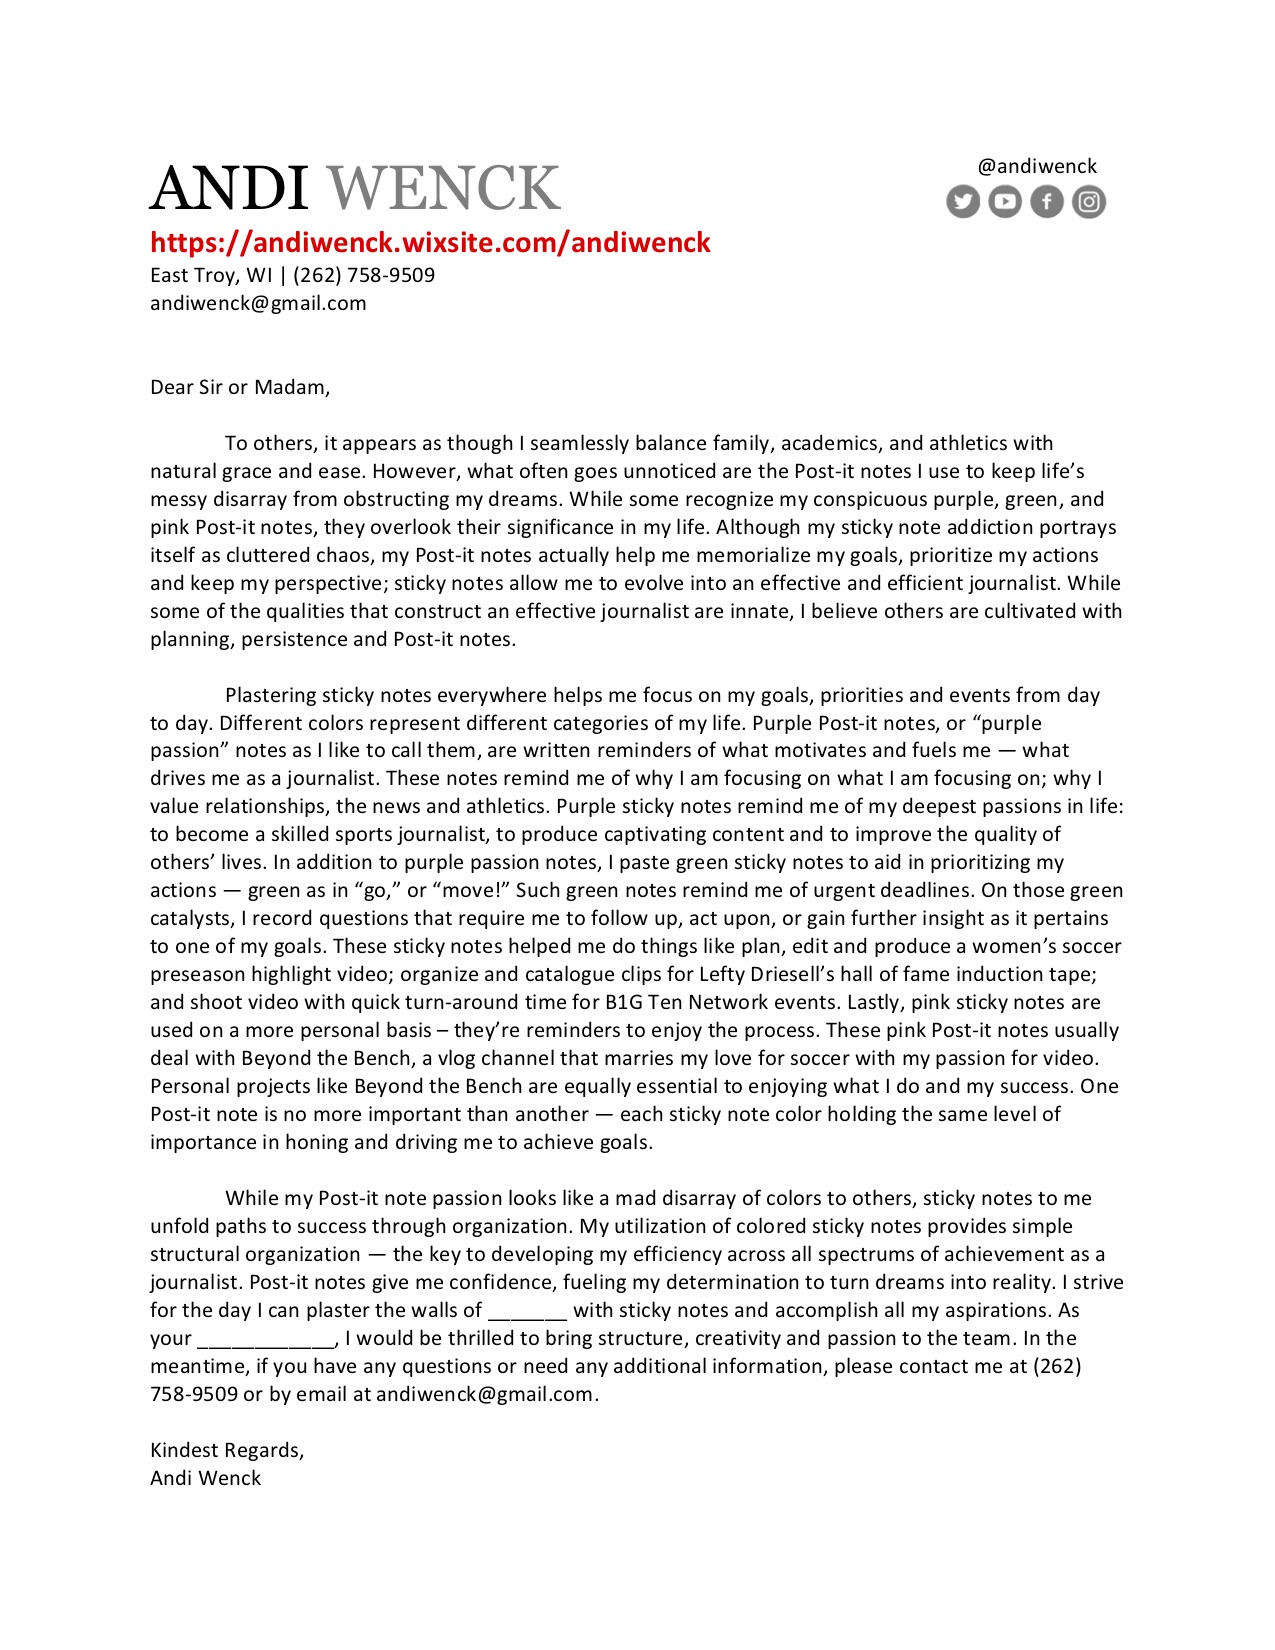 ANDI WENCK
@andiwenck
https://andiwenck.wixsite.com/andiwenck
East Troy, WI | (262) 758-9509
andiwenck@gmail.com
Dear Sir or Madam,
To others, it appears as though I seamlessly balance family, academics, and athletics with
natural grace and ease. However, what often goes unnoticed are the Post-it notes I use to keep life’s
messy disarray from obstructing my dreams. While some recognize my conspicuous purple, green, and
pink Post-it notes, they overlook their significance in my life. Although my sticky note addiction portrays
itself as cluttered chaos, my Post-it notes actually help me memorialize my goals, prioritize my actions
and keep my perspective; sticky notes allow me to evolve into an effective and efficient journalist. While
some of the qualities that construct an effective journalist are innate, I believe others are cultivated with
planning, persistence and Post-it notes.
Plastering sticky notes everywhere helps me focus on my goals, priorities and events from day
to day. Different colors represent different categories of my life. Purple Post-it notes, or “purple
passion” notes as I like to call them, are written reminders of what motivates and fuels me — what
drives me as a journalist. These notes remind me of why I am focusing on what I am focusing on; why I
value relationships, the news and athletics. Purple sticky notes remind me of my deepest passions in life:
to become a skilled sports journalist, to produce captivating content and to improve the quality of
others’ lives. In addition to purple passion notes, I paste green sticky notes to aid in prioritizing my
actions — green as in “go,” or “move!” Such green notes remind me of urgent deadlines. On those green
catalysts, I record questions that require me to follow up, act upon, or gain further insight as it pertains
to one of my goals. These sticky notes helped me do things like plan, edit and produce a women’s soccer
preseason highlight video; organize and catalogue clips for Lefty Driesell’s hall of fame induction tape;
and shoot video with quick turn-around time for B1G Ten Network events. Lastly, pink sticky notes are
used on a more personal basis – they’re reminders to enjoy the process. These pink Post-it notes usually
deal with Beyond the Bench, a vlog channel that marries my love for soccer with my passion for video.
Personal projects like Beyond the Bench are equally essential to enjoying what I do and my success. One
Post-it note is no more important than another — each sticky note color holding the same level of
importance in honing and driving me to achieve goals.
While my Post-it note passion looks like a mad disarray of colors to others, sticky notes to me
unfold paths to success through organization. My utilization of colored sticky notes provides simple
structural organization — the key to developing my efficiency across all spectrums of achievement as a
journalist. Post-it notes give me confidence, fueling my determination to turn dreams into reality. I strive
for the day I can plaster the walls of _______ with sticky notes and accomplish all my aspirations. As
your ____________, I would be thrilled to bring structure, creativity and passion to the team. In the
meantime, if you have any questions or need any additional information, please contact me at (262)
758-9509 or by email at andiwenck@gmail.com.
Kindest Regards,
Andi Wenck